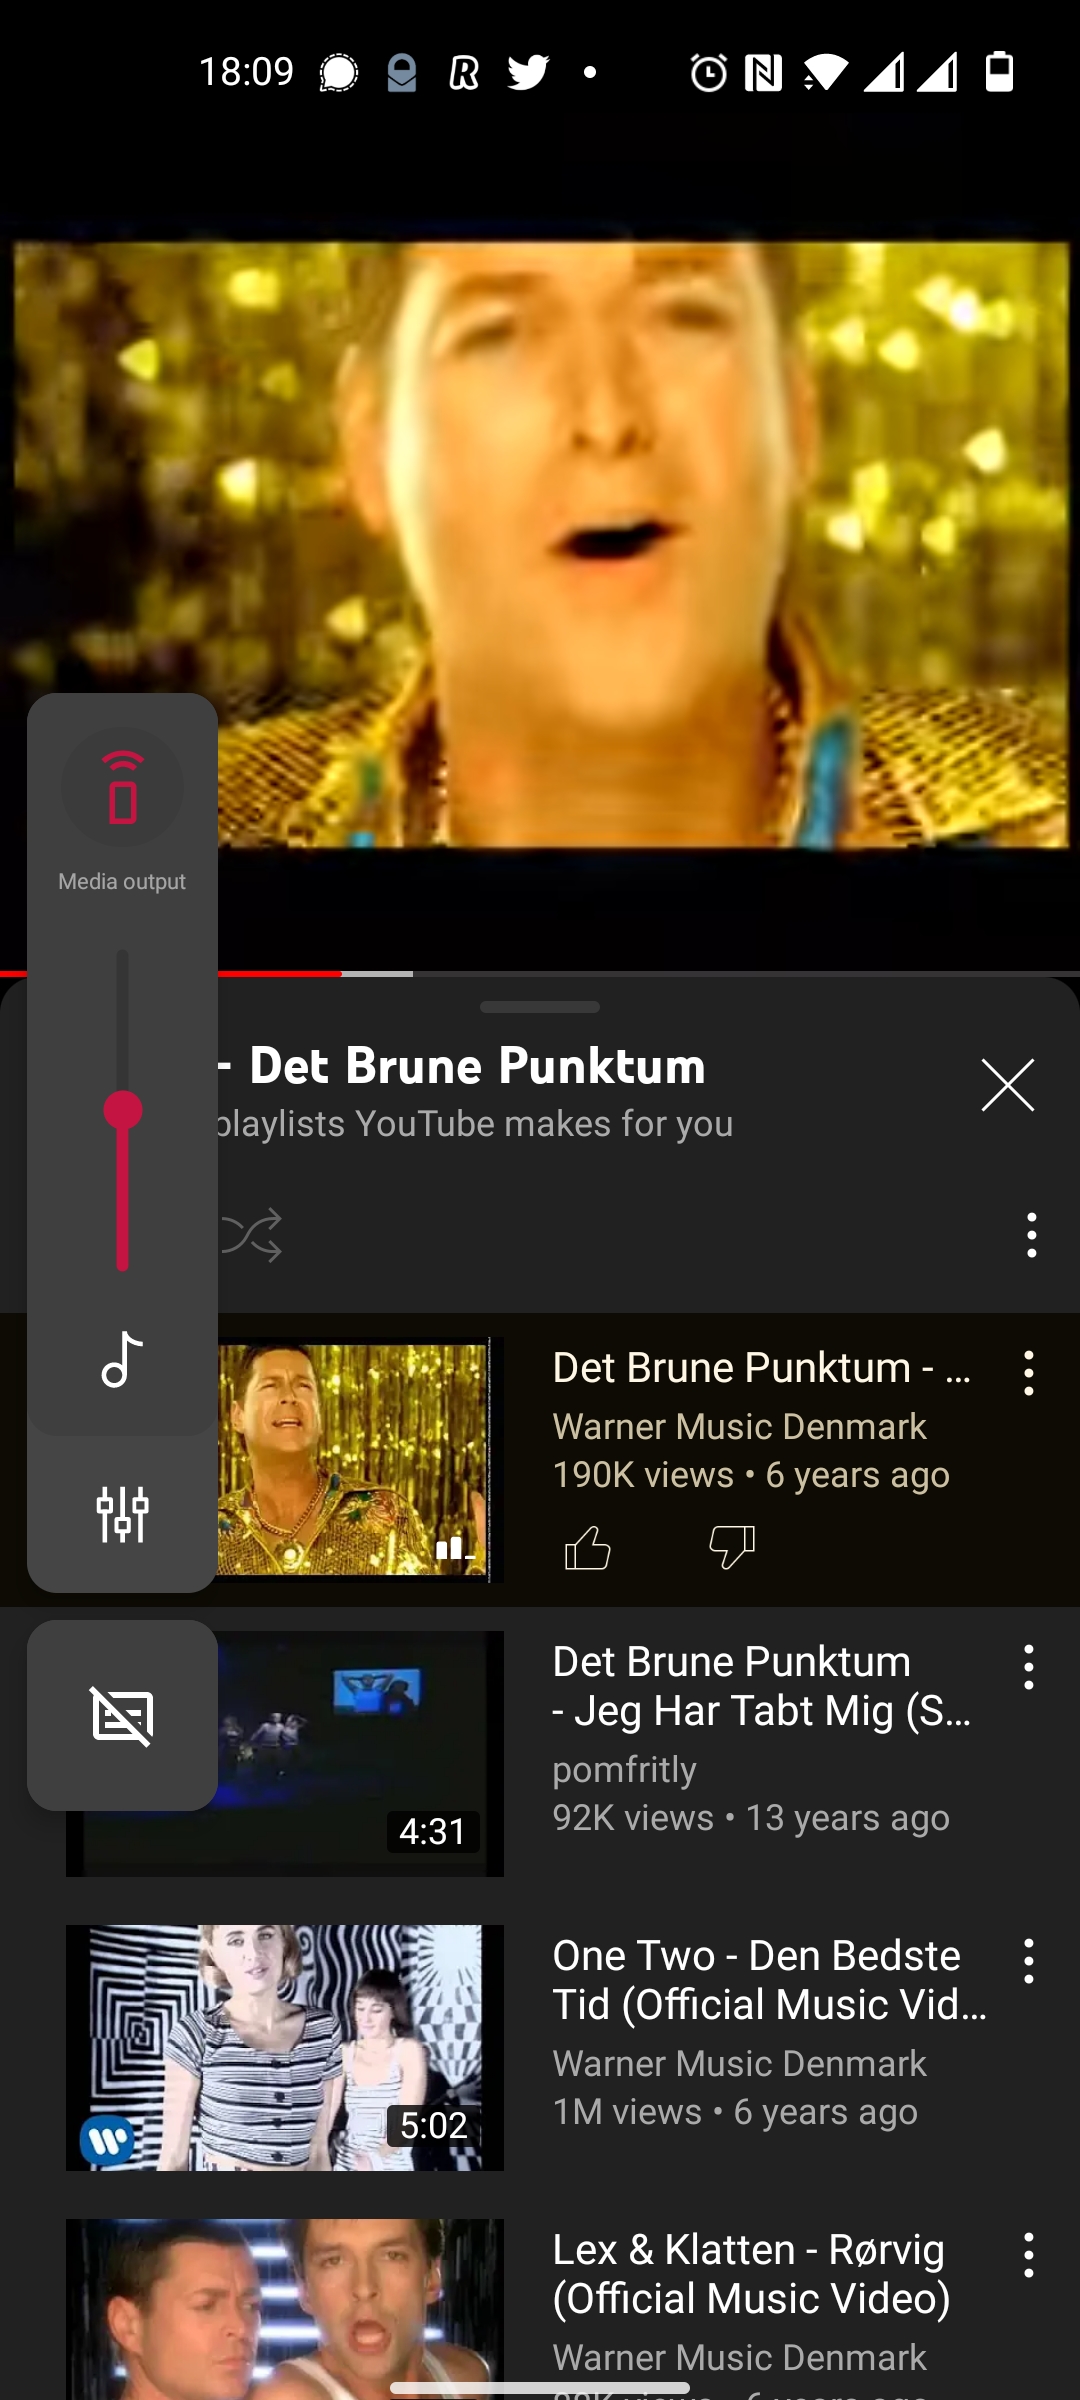 18:09
Media output
- Det Brune Punktum
playlists YouTube makes for you
Det Brune Punktum - ...
Warner Music Denmark
190K views • 6 years ago
Det Brune Punktum
- Jeg Har Tabt Mig (S...
pomfritly
92K views • 13 years ago
4:31
One Two - Den Bedste
Tid (Official Music Vid...
Warner Music Denmark
1M views • 6 years ago
5:02
Lex & Klatten - Rørvig
(Official Music Video)
Warner Music Denmark